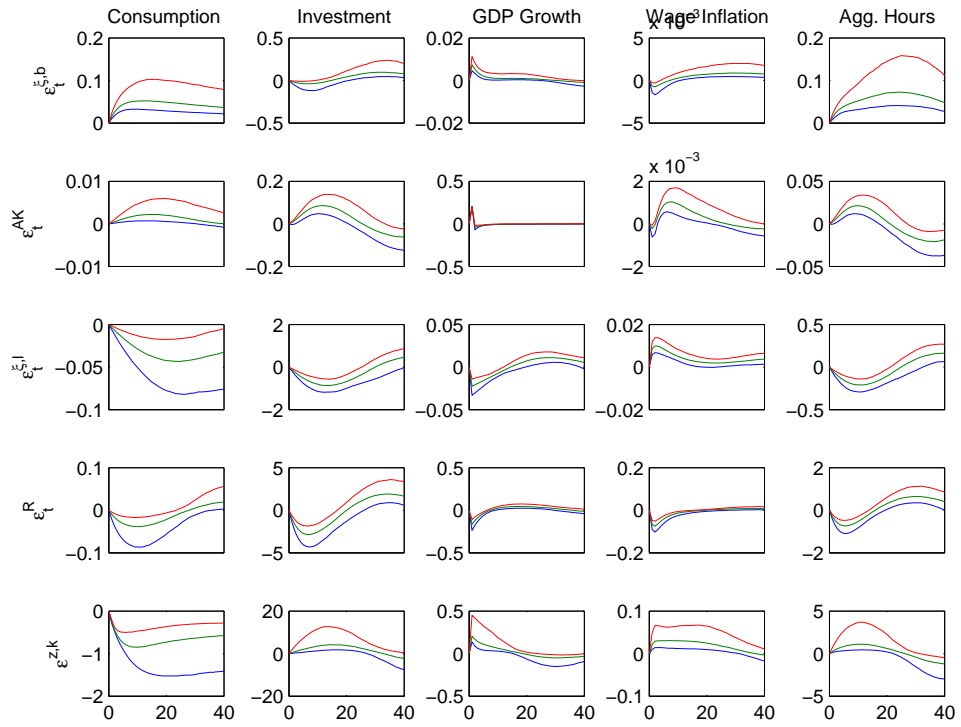 Consumption Investment GDP Growth Wage Inflation Agg. Hours
x 10⁻³
ε_t^{ξ,b}
0.2 0.5 0.02 5 0.2
0.1 0 0 0 0.1
0 −0.5 −0.02 −5 0
x 10⁻³
ε_t^{AK}
0.01 0.2 0.5 2 0.05
0 0 0 0 0
−0.01 −0.2 −0.5 −2 −0.05
ε_t^{ξ,l}
0 2 0.05 0.02 0.5
−0.05 0 0 0 0
−0.1 −2 −0.05 −0.02 −0.5
ε_t^{R}
0.1 5 0.5 0.2 2
0 0 0 0 0
−0.1 −5 −0.5 −0.2 −2
ε^{z,k}
0 20 0.5 0.1 5
−1 0 0 0 0
−2 −20 −0.5 −0.1 −5
0 20 40 0 20 40 0 20 40 0 20 40 0 20 40